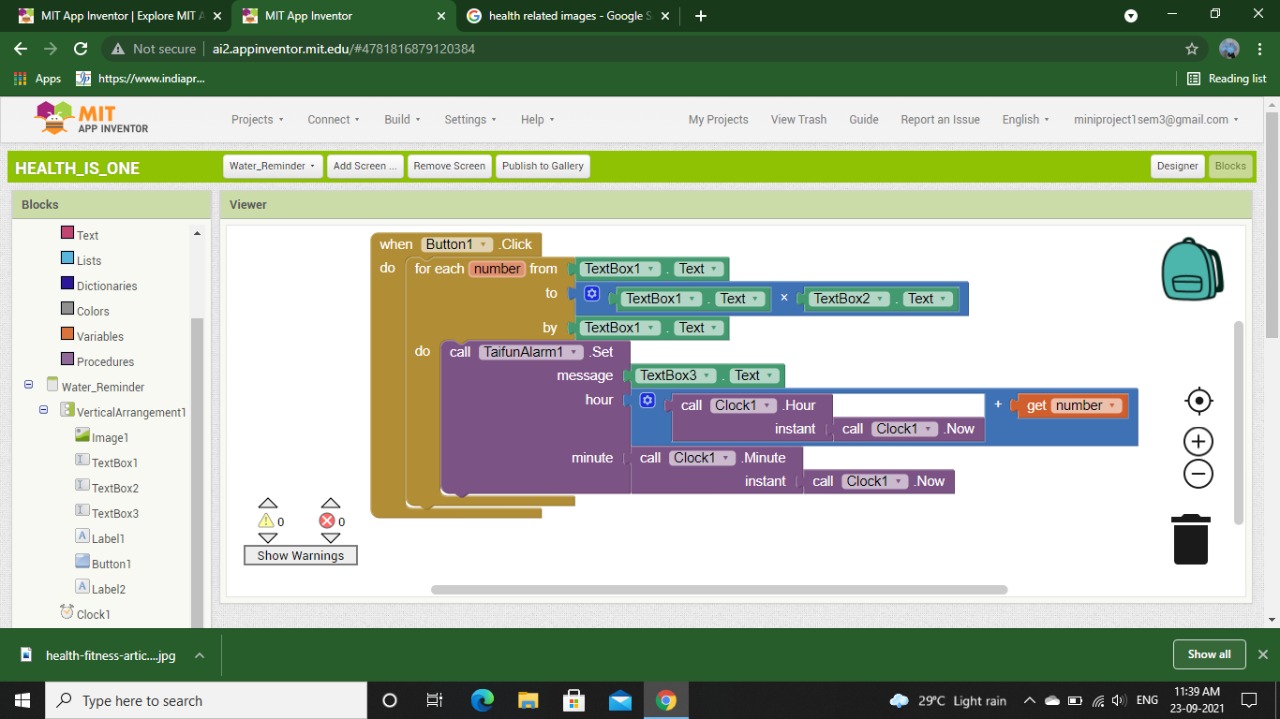 MIT App Inventor | Explore MIT A
MIT App Inventor
health related images - Google S
Not secure | ai2.appinventor.mit.edu/#4781816879120384
Apps https://www.indiapr... Reading list
MIT
APP INVENTOR
Projects Connect Build Settings Help My Projects View Trash Guide Report an Issue English miniproject1sem3@gmail.com
HEALTH_IS_ONE Water_Reminder Add Screen ... Remove Screen Publish to Gallery Designer Blocks
Blocks Viewer
Text
Lists
Dictionaries
Colors
Variables
Procedures
Water_Reminder
VerticalArrangement1
Image1
TextBox1
TextBox2
TextBox3
Label1
Button1
Label2
Clock1
when Button1 .Click
do for each number from TextBox1 . Text
to TextBox1 . Text × TextBox2 . Text
by TextBox1 . Text
do call TaifunAlarm1 .Set
message TextBox3 . Text
hour call Clock1 .Hour + get number
instant call Clock1 .Now
minute call Clock1 .Minute
instant call Clock1 .Now
0 0
Show Warnings
health-fitness-artic....jpg Show all
Type here to search 29°C Light rain ENG 11:39 AM
23-09-2021